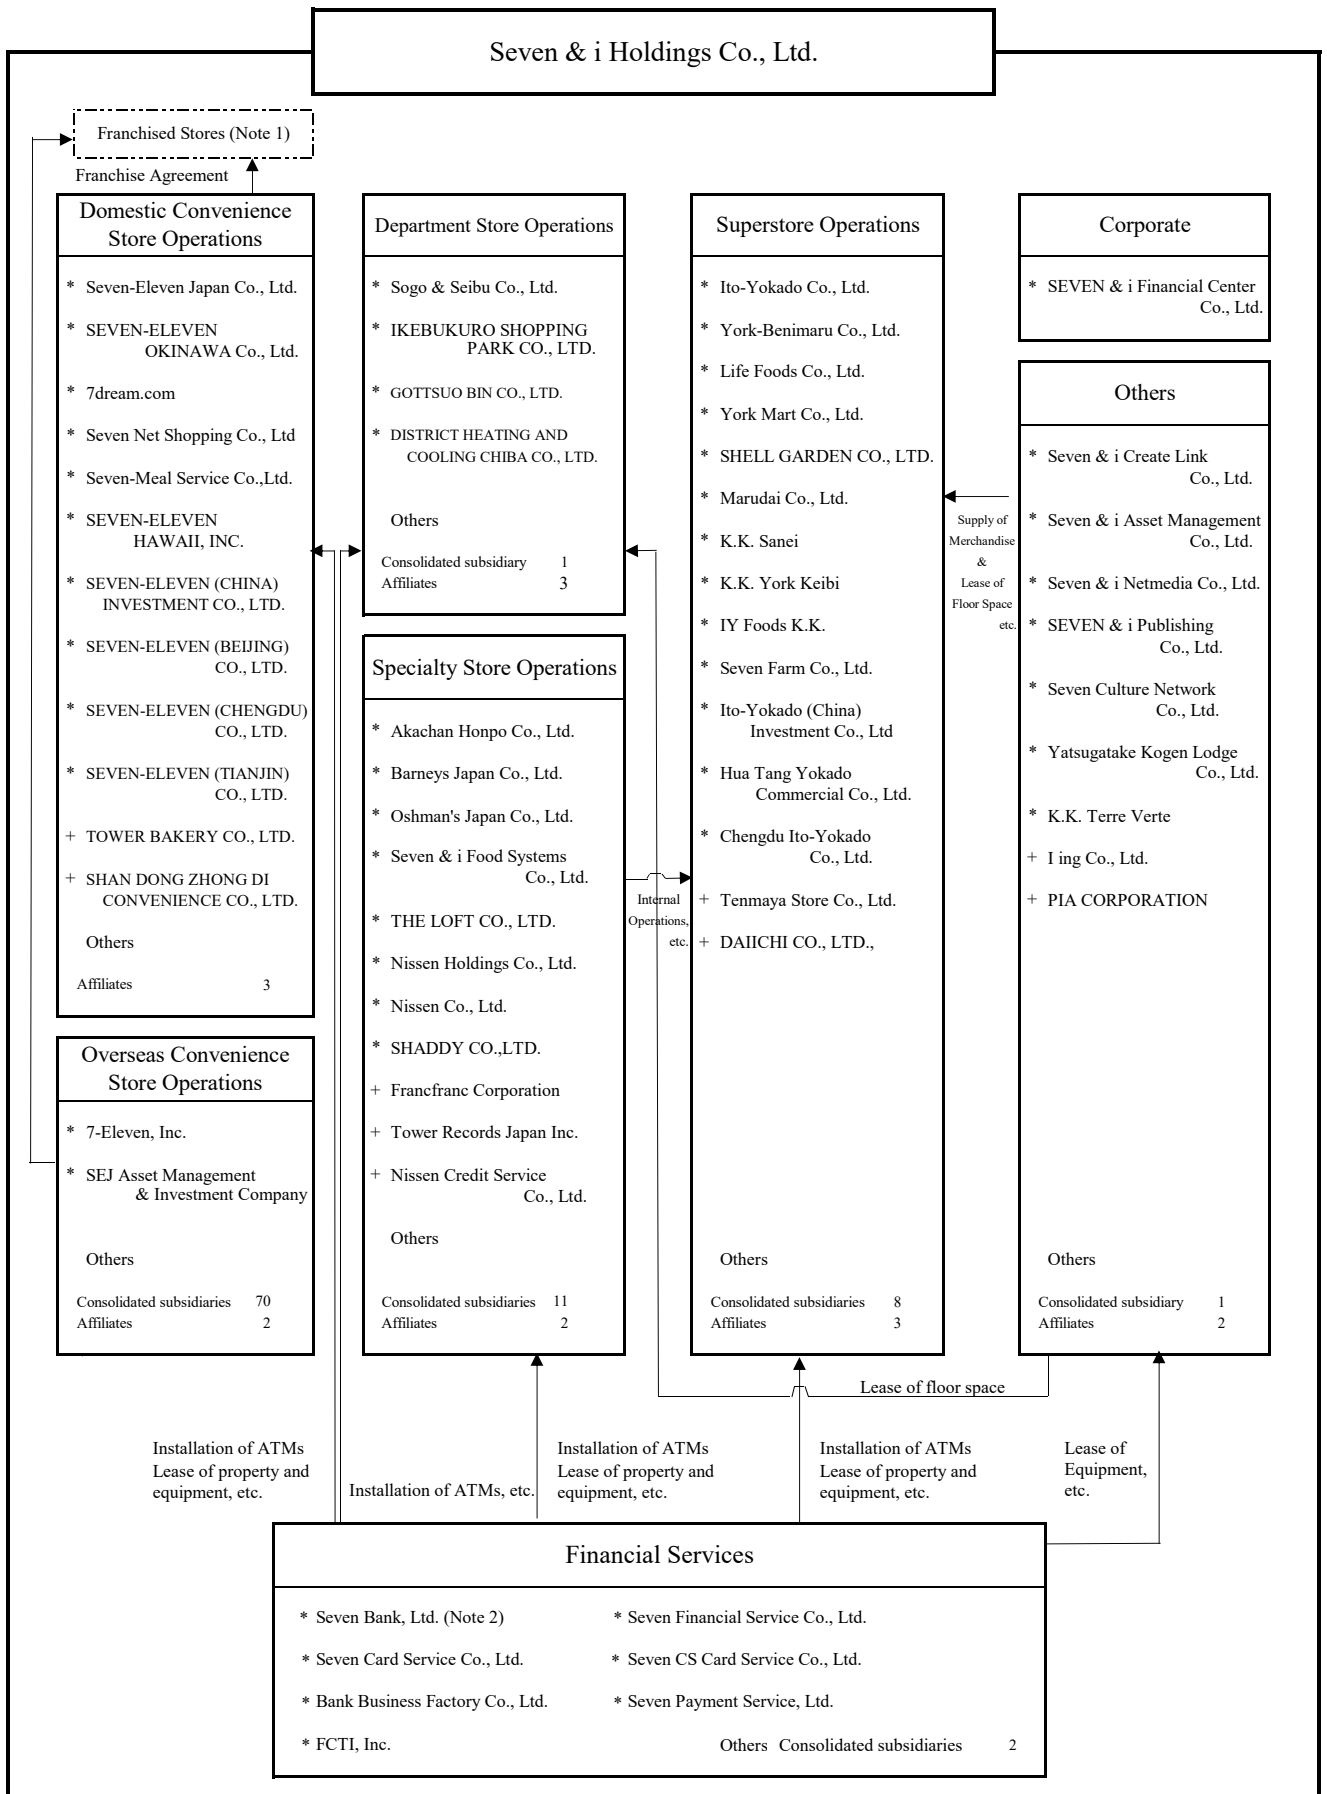 Seven & i Holdings Co., Ltd.
Franchised Stores (Note 1)
Franchise Agreement
Domestic Convenience
Store Operations
* Seven-Eleven Japan Co., Ltd.
* SEVEN-ELEVEN
OKINAWA Co., Ltd.
* 7dream.com
* Seven Net Shopping Co., Ltd
* Seven-Meal Service Co.,Ltd.
* SEVEN-ELEVEN
HAWAII, INC.
* SEVEN-ELEVEN (CHINA)
INVESTMENT CO., LTD.
* SEVEN-ELEVEN (BEIJING)
CO., LTD.
* SEVEN-ELEVEN (CHENGDU)
CO., LTD.
* SEVEN-ELEVEN (TIANJIN)
CO., LTD.
+ TOWER BAKERY CO., LTD.
+ SHAN DONG ZHONG DI
CONVENIENCE CO., LTD.
Others
Affiliates 3
Overseas Convenience
Store Operations
* 7-Eleven, Inc.
* SEJ Asset Management
& Investment Company
Others
Consolidated subsidiaries 70
Affiliates 2
Department Store Operations
* Sogo & Seibu Co., Ltd.
* IKEBUKURO SHOPPING
PARK CO., LTD.
* GOTTSUO BIN CO., LTD.
* DISTRICT HEATING AND
COOLING CHIBA CO., LTD.
Others
Consolidated subsidiary 1
Affiliates 3
Specialty Store Operations
* Akachan Honpo Co., Ltd.
* Barneys Japan Co., Ltd.
* Oshman's Japan Co., Ltd.
* Seven & i Food Systems
Co., Ltd.
* THE LOFT CO., LTD.
* Nissen Holdings Co., Ltd.
* Nissen Co., Ltd.
* SHADDY CO.,LTD.
+ Francfranc Corporation
+ Tower Records Japan Inc.
+ Nissen Credit Service
Co., Ltd.
Others
Consolidated subsidiaries 11
Affiliates 2
Internal
Operations,
etc.
Superstore Operations
* Ito-Yokado Co., Ltd.
* York-Benimaru Co., Ltd.
* Life Foods Co., Ltd.
* York Mart Co., Ltd.
* SHELL GARDEN CO., LTD.
* Marudai Co., Ltd.
* K.K. Sanei
* K.K. York Keibi
* IY Foods K.K.
* Seven Farm Co., Ltd.
* Ito-Yokado (China)
Investment Co., Ltd
* Hua Tang Yokado
Commercial Co., Ltd.
* Chengdu Ito-Yokado
Co., Ltd.
+ Tenmaya Store Co., Ltd.
+ DAIICHI CO., LTD.,
Others
Consolidated subsidiaries 8
Affiliates 3
Supply of
Merchandise
&
Lease of
Floor Space
etc.
Corporate
* SEVEN & i Financial Center
Co., Ltd.
Others
* Seven & i Create Link
Co., Ltd.
* Seven & i Asset Management
Co., Ltd.
* Seven & i Netmedia Co., Ltd.
* SEVEN & i Publishing
Co., Ltd.
* Seven Culture Network
Co., Ltd.
* Yatsugatake Kogen Lodge
Co., Ltd.
* K.K. Terre Verte
+ I ing Co., Ltd.
+ PIA CORPORATION
Others
Consolidated subsidiary 1
Affiliates 2
Lease of floor space
Installation of ATMs
Lease of property and
equipment, etc.
Installation of ATMs, etc.
Installation of ATMs
Lease of property and
equipment, etc.
Installation of ATMs
Lease of property and
equipment, etc.
Lease of
Equipment,
etc.
Financial Services
* Seven Bank, Ltd. (Note 2)
* Seven Financial Service Co., Ltd.
* Seven Card Service Co., Ltd.
* Seven CS Card Service Co., Ltd.
* Bank Business Factory Co., Ltd.
* Seven Payment Service, Ltd.
* FCTI, Inc.
Others Consolidated subsidiaries 2